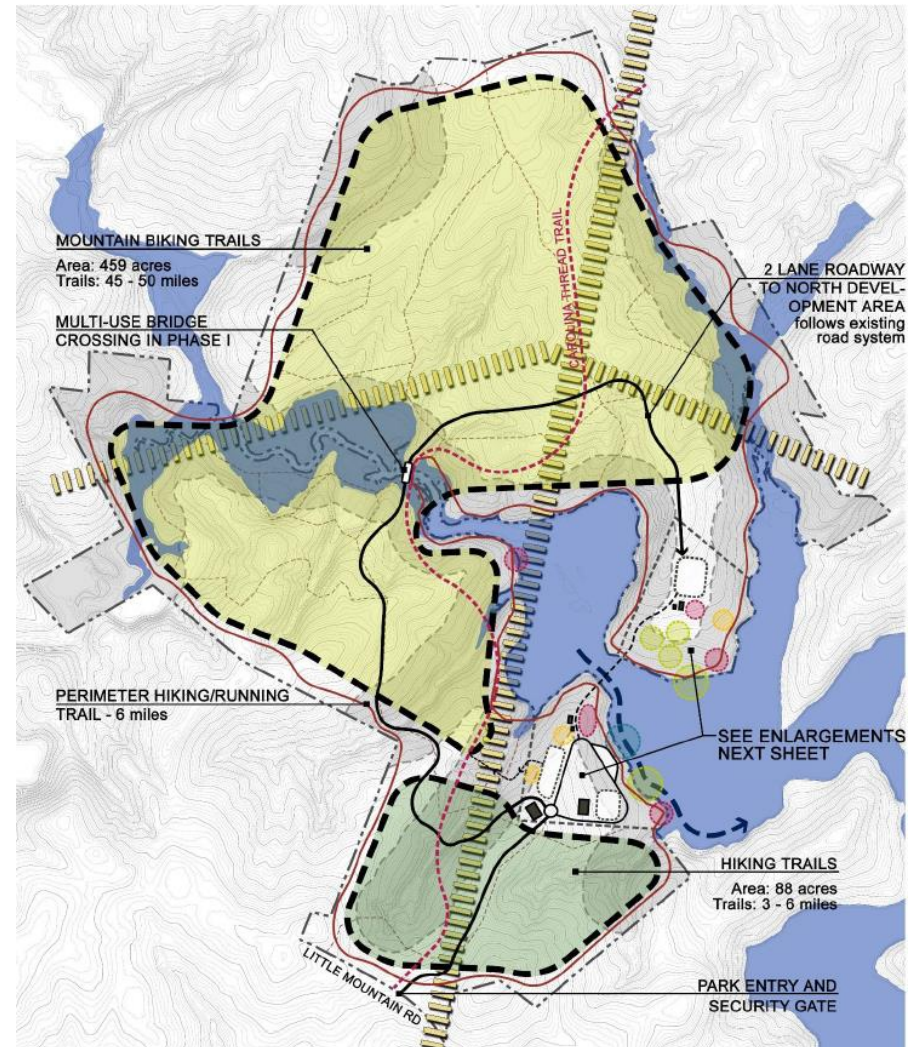 MOUNTAIN BIKING TRAILS
Area: 459 acres
Trails: 45 - 50 miles
MULTI-USE BRIDGE
CROSSING IN PHASE I
CAROLINA THREAD TRAIL
2 LANE ROADWAY
TO NORTH DEVEL-
OPMENT AREA
follows existing
road system
PERIMETER HIKING/RUNNING
TRAIL - 6 miles
SEE ENLARGEMENTS
NEXT SHEET
HIKING TRAILS
Area: 88 acres
Trails: 3 - 6 miles
LITTLE MOUNTAIN RD
PARK ENTRY AND
SECURITY GATE